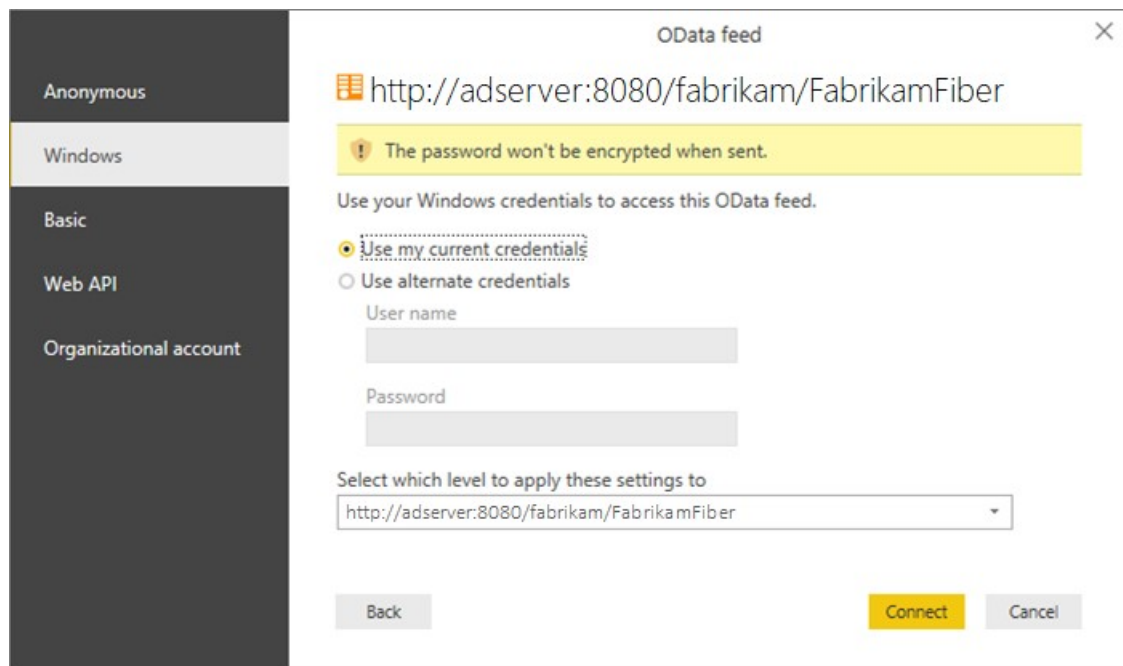 OData feed
Anonymous
Windows
Basic
Web API
Organizational account
http://adserver:8080/fabrikam/FabrikamFiber
The password won't be encrypted when sent.
Use your Windows credentials to access this OData feed.
Use my current credentials
Use alternate credentials
User name
Password
Select which level to apply these settings to
http://adserver:8080/fabrikam/FabrikamFiber
Back
Connect
Cancel